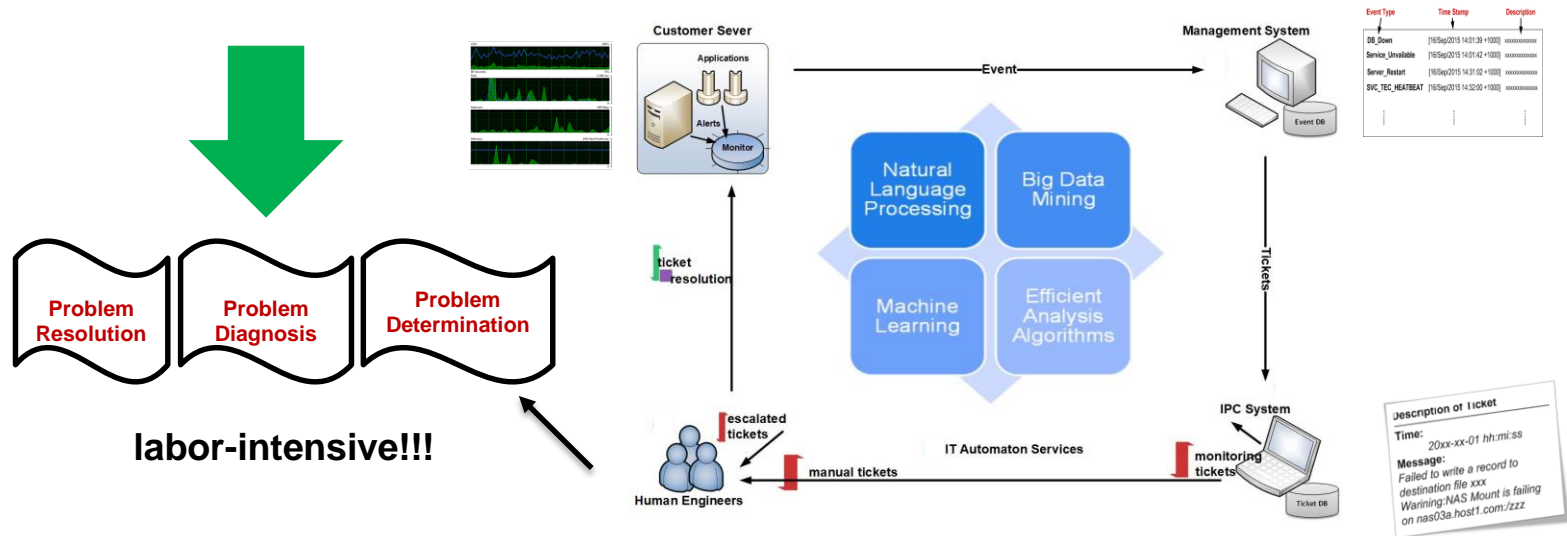 Problem
Resolution
Problem
Diagnosis
Problem
Determination
labor-intensive!!!
Customer Sever
Applications
Alerts
Monitor
Event
Management System
Event DB
Event Type
Time Stamp
Description
DB_Down [16/Sep/2015 14:01:39 +1000] xxxxxxxxxxxxx
Service_Unvailable [16/Sep/2015 14:01:42 +1000] xxxxxxxxxxxxx
Server_Restart [16/Sep/2015 14:31:02 +1000] xxxxxxxxxxxxx
SVC_TEC_HEATBEAT [16/Sep/2015 14:32:00 +1000] xxxxxxxxxxxxx
Natural
Language
Processing
Big Data
Mining
Machine
Learning
Efficient
Analysis
Algorithms
Tickets
ticket
resolution
escalated
tickets
Human Engineers
manual tickets
IT Automaton Services
monitoring
tickets
IPC System
Ticket DB
Description of Ticket
Time:
20xx-xx-01 hh:mi:ss
Message:
Failed to write a record to
destination file xxx
Warining:NAS Mount is failing
on nas03a.host1.com:/zzz